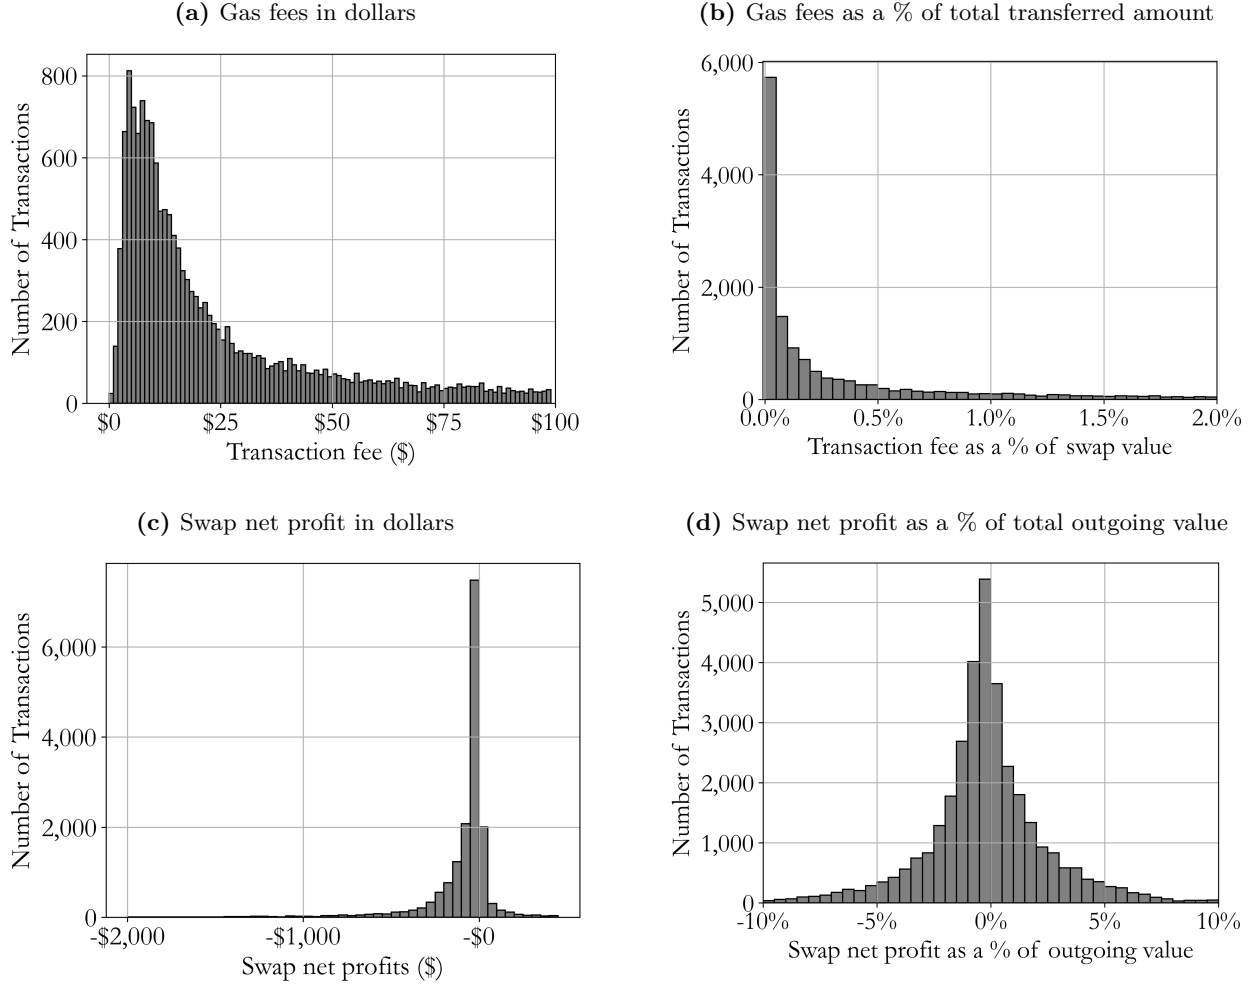 (a) Gas fees in dollars
800
600
400
200
0
$0 $25 $50 $75 $100
Number of Transactions
Transaction fee ($)
(b) Gas fees as a % of total transferred amount
6,000
4,000
2,000
0
0.0% 0.5% 1.0% 1.5% 2.0%
Number of Transactions
Transaction fee as a % of swap value
(c) Swap net profit in dollars
6,000
4,000
2,000
0
-$2,000 -$1,000 -$0
Number of Transactions
Swap net profits ($)
(d) Swap net profit as a % of total outgoing value
5,000
4,000
3,000
2,000
1,000
0
-10% -5% 0% 5% 10%
Number of Transactions
Swap net profit as a % of outgoing value